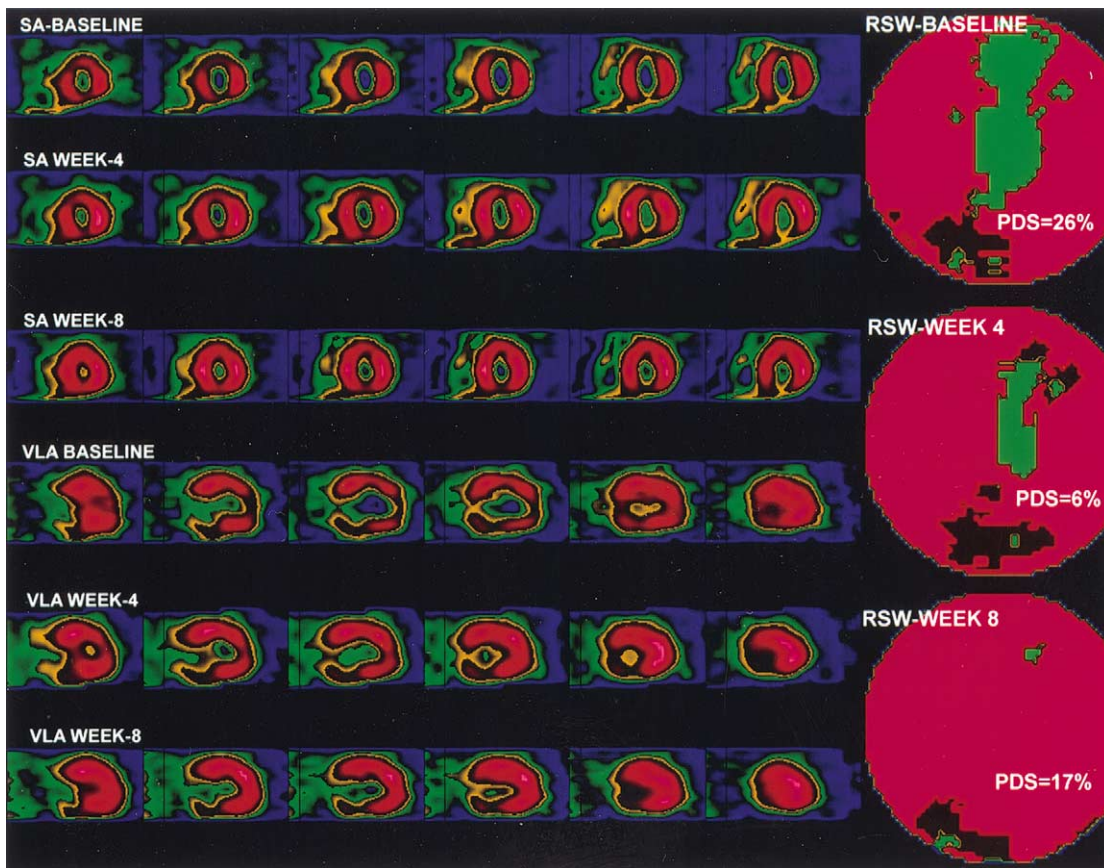 SA-BASELINE
RSW-BASELINE
SA WEEK-4
PDS=26%
SA WEEK-8
RSW-WEEK 4
VLA BASELINE
PDS=6%
VLA WEEK-4
RSW-WEEK 8
VLA WEEK-8
PDS=17%